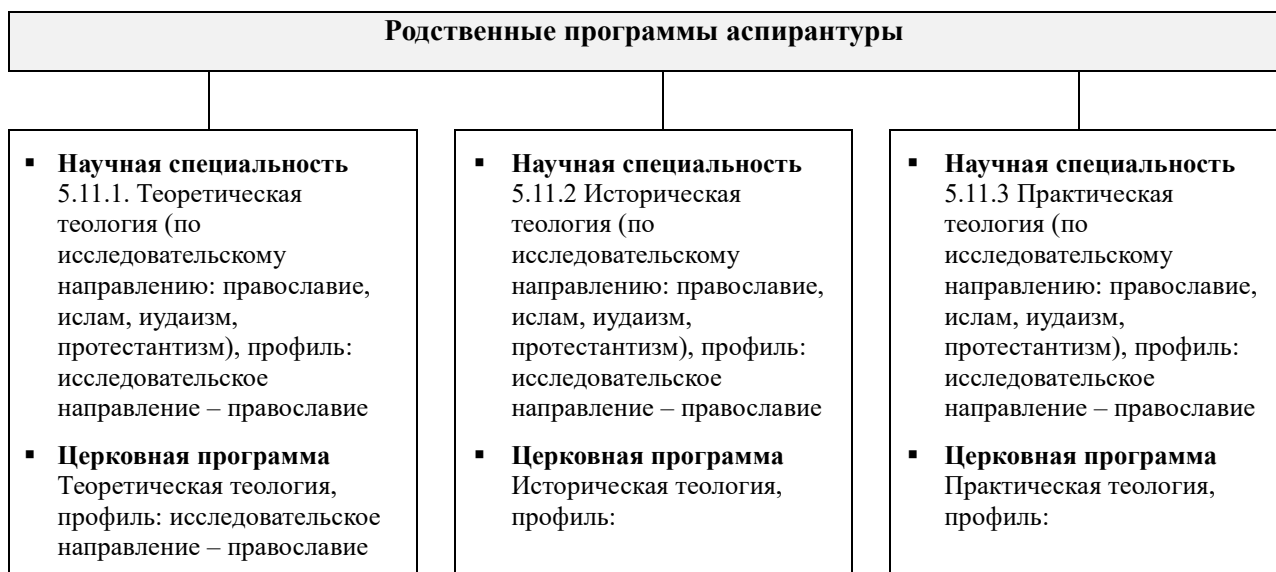 Родственные программы аспирантуры
▪ Научная специальность
5.11.1. Теоретическая
теология (по
исследовательскому
направлению: православие,
ислам, иудаизм,
протестантизм), профиль:
исследовательское
направление – православие
▪ Церковная программа
Теоретическая теология,
профиль: исследовательское
направление – православие
▪ Научная специальность
5.11.2 Историческая
теология (по
исследовательскому
направлению: православие,
ислам, иудаизм,
протестантизм), профиль:
исследовательское
направление – православие
▪ Церковная программа
Историческая теология,
профиль:
▪ Научная специальность
5.11.3 Практическая
теология (по
исследовательскому
направлению: православие,
ислам, иудаизм,
протестантизм), профиль:
исследовательское
направление – православие
▪ Церковная программа
Практическая теология,
профиль: